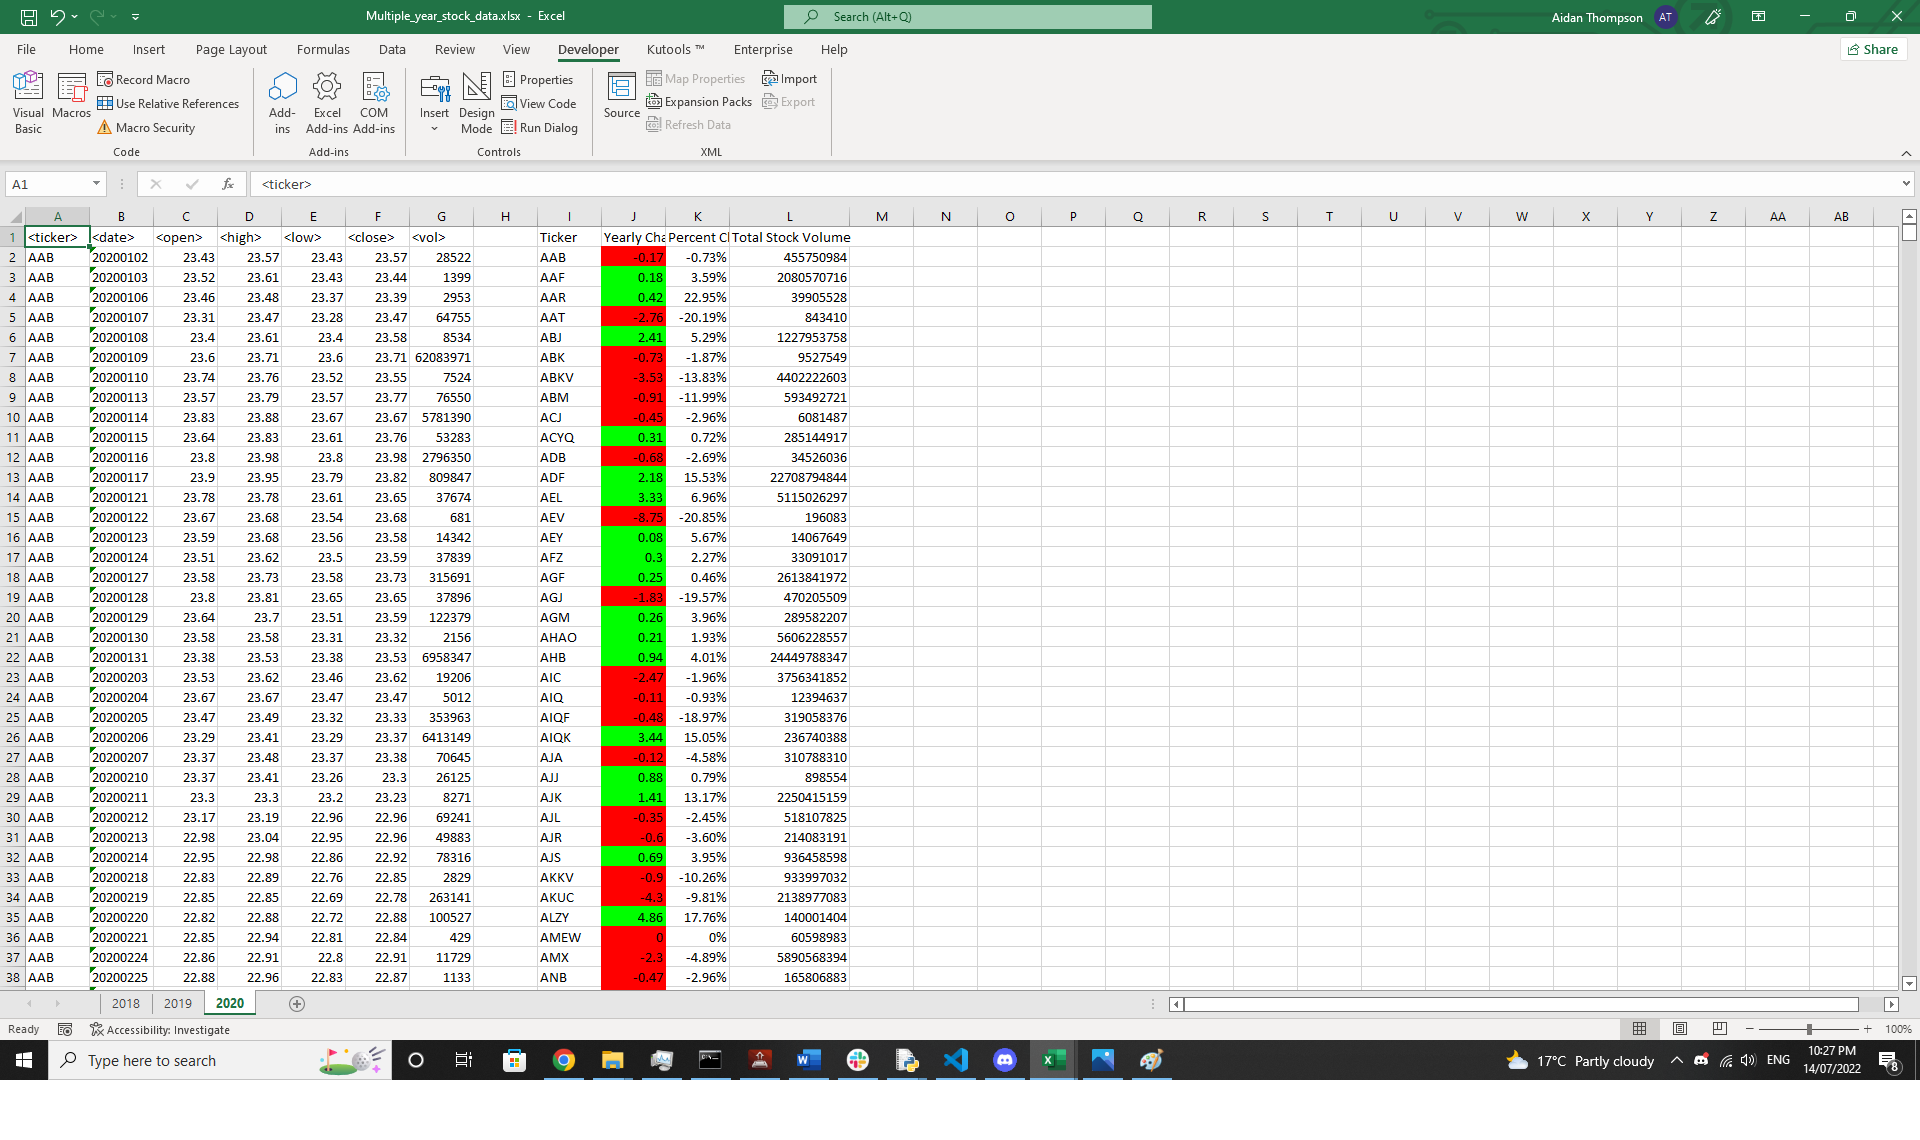 Multiple_year_stock_data.xlsx - Excel
Search (Alt+Q)
Aidan Thompson AT
File Home Insert Page Layout Formulas Data Review View Developer Kutools ™ Enterprise Help Share
Visual Basic
Macros
Record Macro
Use Relative References
Macro Security
Code
Add-ins
Excel Add-ins
COM Add-ins
Add-ins
Insert
Design Mode
Properties
View Code
Run Dialog
Controls
Source
Map Properties
Expansion Packs
Refresh Data
Import
Export
XML
A1 fx <ticker>
A B C D E F G H I J K L M N O P Q R S T U V W X Y Z AA AB
1 <ticker> <date> <open> <high> <low> <close> <vol> Ticker Yearly Cha Percent Cl Total Stock Volume
2 AAB 20200102 23.43 23.57 23.43 23.57 28522 AAB -0.17 -0.73% 455750984
3 AAB 20200103 23.52 23.61 23.43 23.44 1399 AAF 0.18 3.59% 2080570716
4 AAB 20200106 23.46 23.48 23.37 23.39 2953 AAR 0.42 22.95% 39905528
5 AAB 20200107 23.31 23.47 23.28 23.47 64755 AAT -2.76 -20.19% 843410
6 AAB 20200108 23.4 23.61 23.4 23.58 8534 ABJ 2.41 5.29% 1227953758
7 AAB 20200109 23.6 23.71 23.6 23.71 62083971 ABK -0.73 -1.87% 9527549
8 AAB 20200110 23.74 23.76 23.52 23.55 7524 ABKV -3.53 -13.83% 4402222603
9 AAB 20200113 23.57 23.79 23.57 23.77 76550 ABM -0.91 -11.99% 593492721
10 AAB 20200114 23.83 23.88 23.67 23.67 5781390 ACJ -0.45 -2.96% 6081487
11 AAB 20200115 23.64 23.83 23.61 23.76 53283 ACYQ 0.31 0.72% 285144917
12 AAB 20200116 23.8 23.98 23.8 23.98 2796350 ADB -0.68 -2.69% 34526036
13 AAB 20200117 23.9 23.95 23.79 23.82 809847 ADF 2.18 15.53% 22708794844
14 AAB 20200121 23.78 23.78 23.61 23.65 37674 AEL 3.33 6.96% 5115026297
15 AAB 20200122 23.67 23.68 23.54 23.68 681 AEV -8.75 -20.85% 196083
16 AAB 20200123 23.59 23.68 23.56 23.58 14342 AEY 0.08 5.67% 14067649
17 AAB 20200124 23.51 23.62 23.5 23.59 37839 AFZ 0.3 2.27% 33091017
18 AAB 20200127 23.58 23.73 23.58 23.73 315691 AGF 0.25 0.46% 2613841972
19 AAB 20200128 23.8 23.81 23.65 23.65 37896 AGJ -1.83 -19.57% 470205509
20 AAB 20200129 23.64 23.7 23.51 23.59 122379 AGM 0.26 3.96% 289582207
21 AAB 20200130 23.58 23.58 23.31 23.32 2156 AHAO 0.21 1.93% 5606228557
22 AAB 20200131 23.38 23.53 23.38 23.53 6958347 AHB 0.94 4.01% 24449788347
23 AAB 20200203 23.53 23.62 23.46 23.62 19206 AIC -2.47 -1.96% 3756341852
24 AAB 20200204 23.67 23.67 23.47 23.47 5012 AIQ -0.11 -0.93% 12394637
25 AAB 20200205 23.47 23.49 23.32 23.33 353963 AIQF -0.48 -18.97% 319058376
26 AAB 20200206 23.29 23.41 23.29 23.37 6413149 AIQK 3.44 15.05% 236740388
27 AAB 20200207 23.37 23.48 23.37 23.38 70645 AJA -0.12 -4.58% 310788310
28 AAB 20200210 23.37 23.41 23.26 23.3 26125 AJJ 0.88 0.79% 898554
29 AAB 20200211 23.3 23.3 23.2 23.23 8271 AJK 1.41 13.17% 2250415159
30 AAB 20200212 23.17 23.19 22.96 22.96 69241 AJL -0.35 -2.45% 518107825
31 AAB 20200213 22.98 23.04 22.95 22.96 49883 AJR -0.6 -3.60% 214083191
32 AAB 20200214 22.95 22.98 22.86 22.92 78316 AJS 0.69 3.95% 936458598
33 AAB 20200218 22.83 22.89 22.76 22.85 2829 AKKV -0.9 -10.26% 933997032
34 AAB 20200219 22.85 22.85 22.69 22.78 263141 AKUC -4.3 -9.81% 2138977083
35 AAB 20200220 22.82 22.88 22.72 22.88 100527 ALZY 4.86 17.76% 140001404
36 AAB 20200221 22.85 22.94 22.81 22.84 429 AMEW 0 0% 60598983
37 AAB 20200224 22.86 22.91 22.8 22.91 11729 AMX -2.3 -4.89% 5890568394
38 AAB 20200225 22.88 22.96 22.83 22.87 1133 ANB -0.47 -2.96% 165806883
2018 2019 2020
Ready Accessibility: Investigate 100%
Type here to search
17°C Partly cloudy ENG
10:27 PM
14/07/2022
8